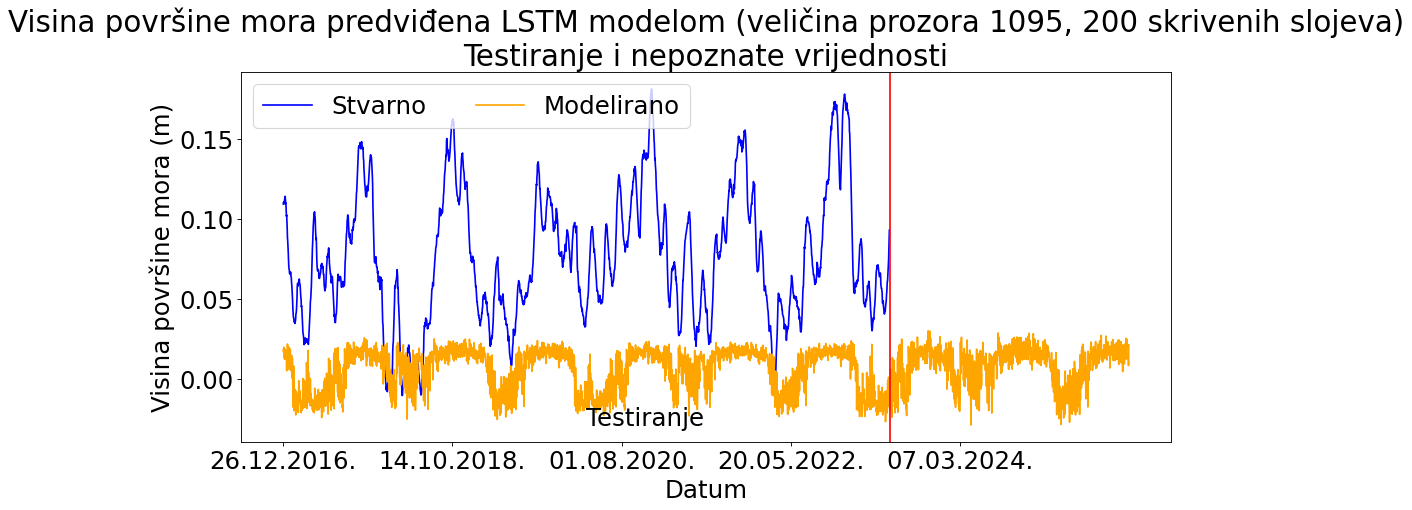 Visina površine mora predviđena LSTM modelom (veličina prozora 1095, 200 skrivenih slojeva)
Testiranje i nepoznate vrijednosti
Stvarno
Modelirano
Visina površine mora (m)
0.15
0.10
0.05
0.00
Testiranje
26.12.2016.
14.10.2018.
01.08.2020.
20.05.2022.
07.03.2024.
Datum